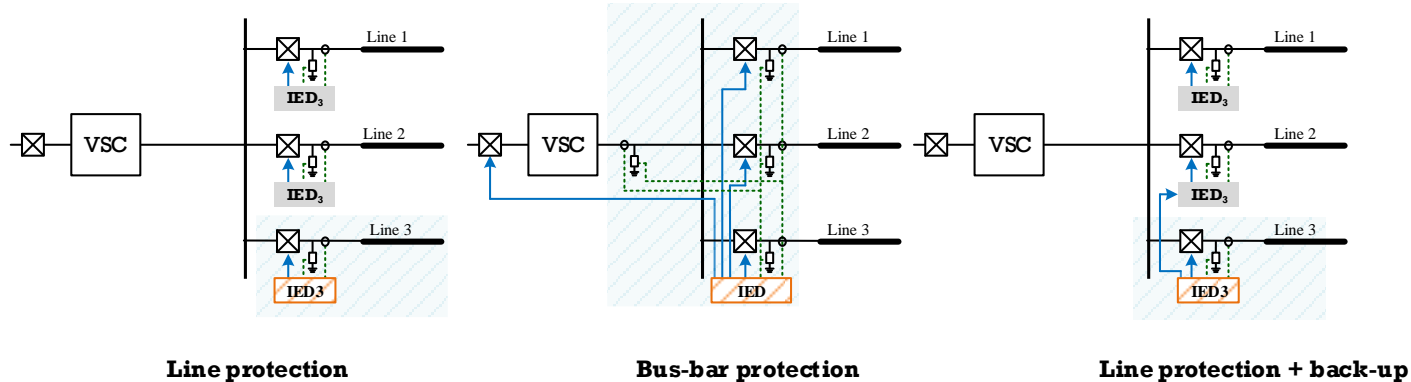 Line 1
IED₃
VSC
Line 2
IED₃
Line 3
IED3
Line protection
Line 1
VSC
Line 2
Line 3
IED
Bus-bar protection
Line 1
IED₃
VSC
Line 2
IED₃
Line 3
IED3
Line protection + back-up